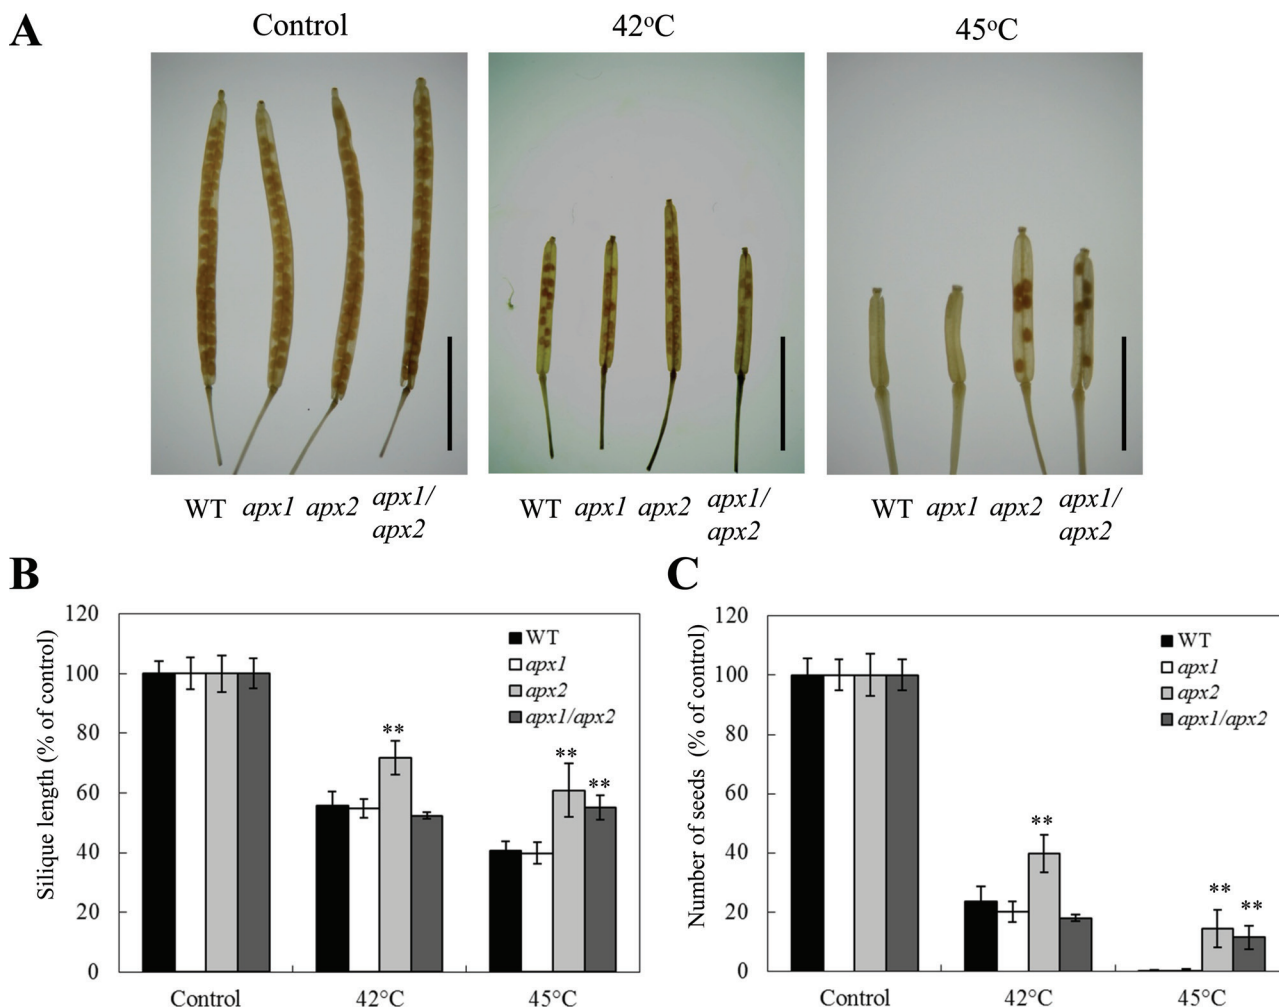 A
Control
42°C
45°C
WT apx1 apx2 apx1/
apx2
WT apx1 apx2 apx1/
apx2
WT apx1 apx2 apx1/
apx2
B
Silique length (% of control)
120
100
80
60
40
20
0
WT
apx1
apx2
apx1/apx2
**
**
**
Control
42°C
45°C
C
Number of seeds (% of control)
120
100
80
60
40
20
0
WT
apx1
apx2
apx1/apx2
**
**
**
Control
42°C
45°C